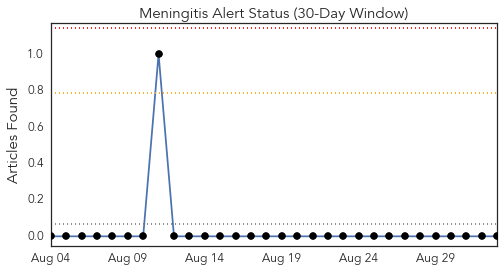 Meningitis Alert Status (30-Day Window)
Articles Found
1.0
0.8
0.6
0.4
0.2
0.0
Aug 04 Aug 09 Aug 14 Aug 19 Aug 24 Aug 29